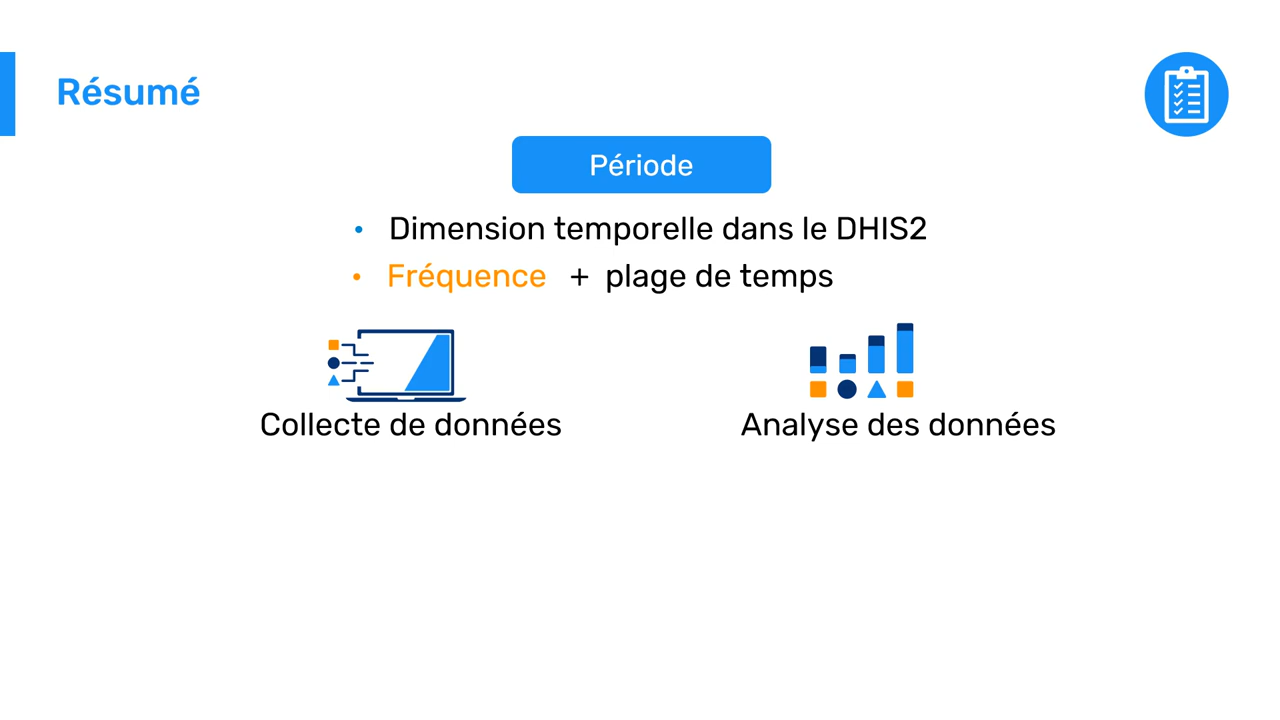 Résumé
Période
• Dimension temporelle dans le DHIS2
• Fréquence + plage de temps
Collecte de données
Analyse des données